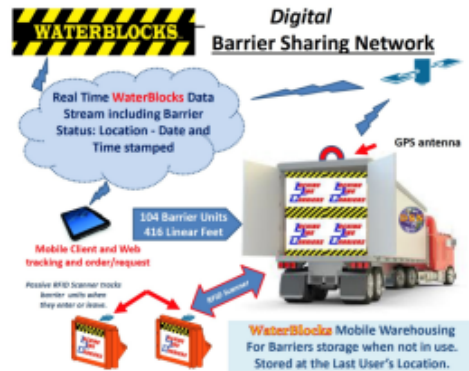 WATERBLOCKS
Digital
Barrier Sharing Network
Real Time WaterBlocks Data
Stream including Barrier
Status: Location - Date and
Time stamped
GPS antenna
104 Barrier Units
416 Linear Feet
Mobile Client and Web
tracking and order/request
Passive RFID Scanner tracks
barrier units when
they enter or leave.
RFID Scanner
WaterBlocks Mobile Warehousing
For Barriers storage when not in use.
Stored at the Last User's Location.